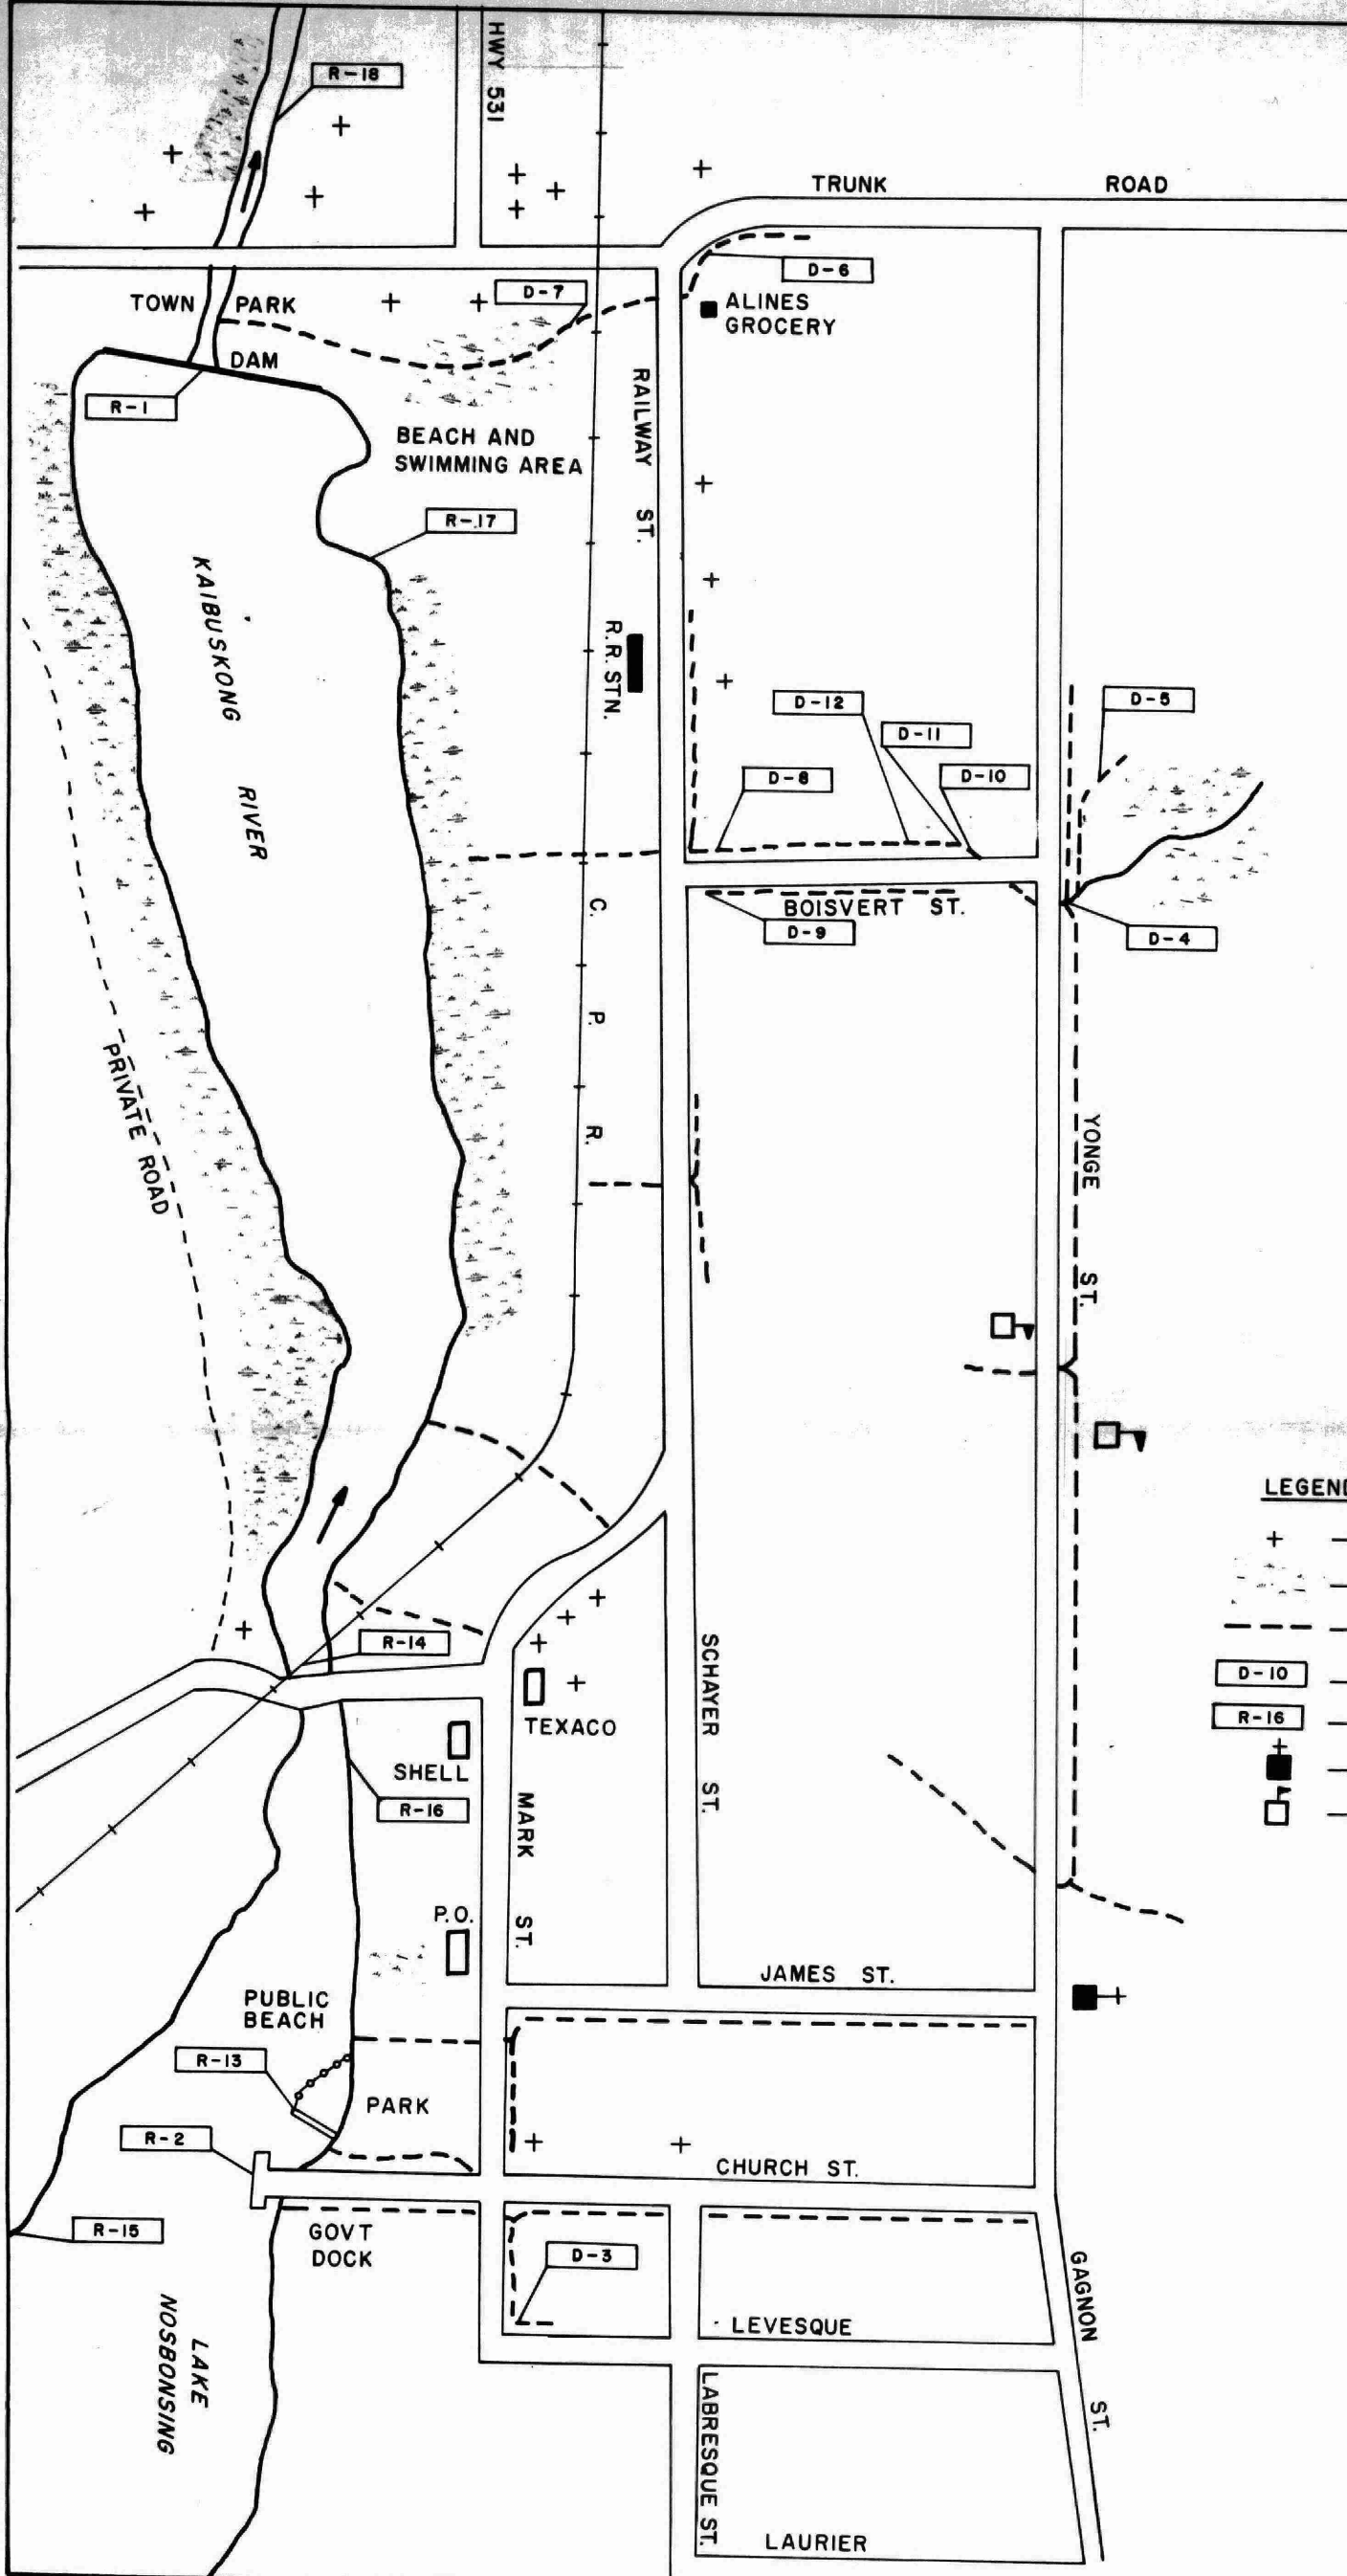 HWY 531
R-18
TRUNK ROAD
D-6
TOWN PARK
D-7
ALINES
GROCERY
DAM
R-1
RAILWAY ST.
BEACH AND
SWIMMING AREA
R-17
KAIBUSKONG RIVER
R.R. STN.
D-12
D-5
D-11
D-8
D-10
BOISVERT ST.
D-9
D-4
C. P. R.
PRIVATE ROAD
YONGE ST.
LEGEND
+ -
D-10
R-16
R-14
SCHAYER ST.
TEXACO
SHELL
R-16
MARK ST.
P.O.
JAMES ST.
PUBLIC
BEACH
R-13
PARK
R-2
CHURCH ST.
R-15
GOVT
DOCK
D-3
GAGNON ST.
LEVESQUE
LAKE
NOSBONSING
LABRESQUE ST.
LAURIER